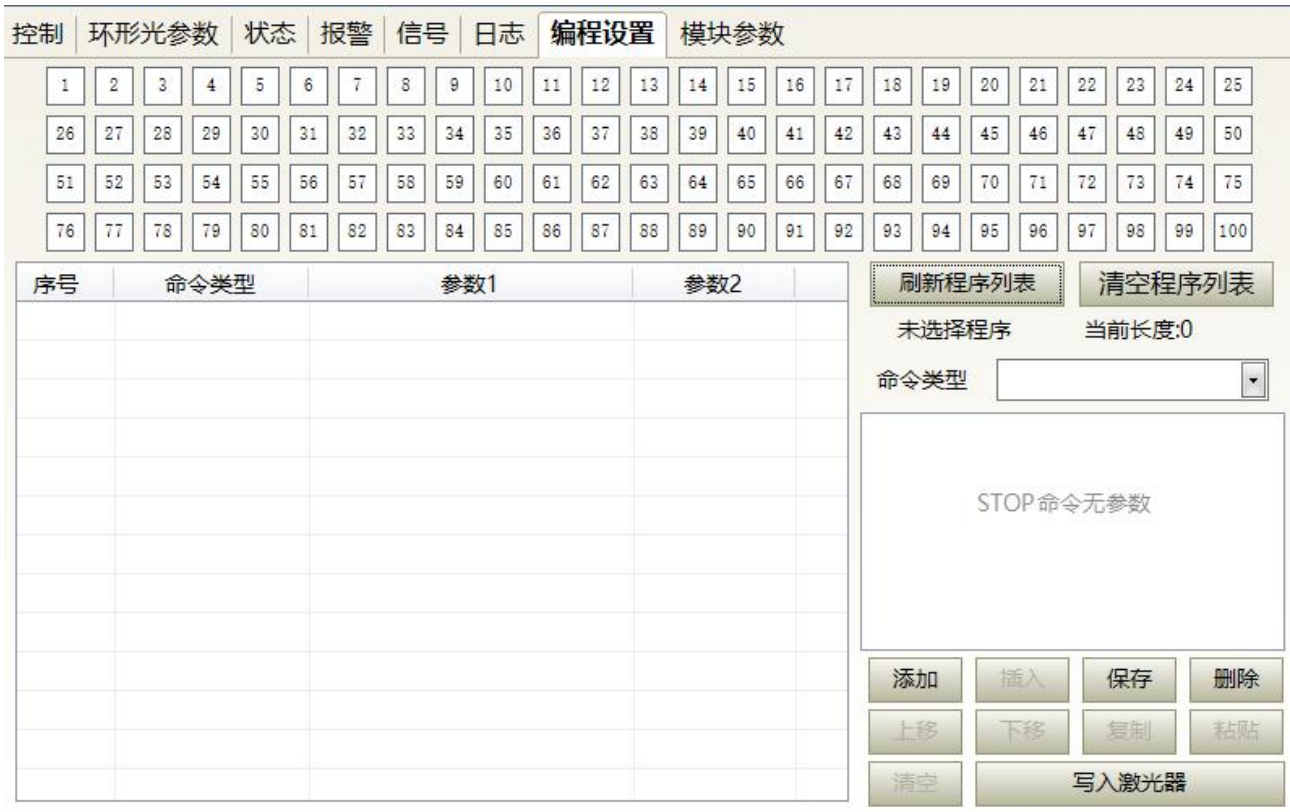 控制 环形光参数 状态 报警 信号 日志 编程设置 模块参数
1 2 3 4 5 6 7 8 9 10 11 12 13 14 15 16 17 18 19 20 21 22 23 24 25
26 27 28 29 30 31 32 33 34 35 36 37 38 39 40 41 42 43 44 45 46 47 48 49 50
51 52 53 54 55 56 57 58 59 60 61 62 63 64 65 66 67 68 69 70 71 72 73 74 75
76 77 78 79 80 81 82 83 84 85 86 87 88 89 90 91 92 93 94 95 96 97 98 99 100
序号 命令类型 参数1 参数2
刷新程序列表 清空程序列表
未选择程序 当前长度:0
命令类型
STOP命令无参数
添加 插入 保存 删除
上移 下移 复制 粘贴
清空 写入激光器